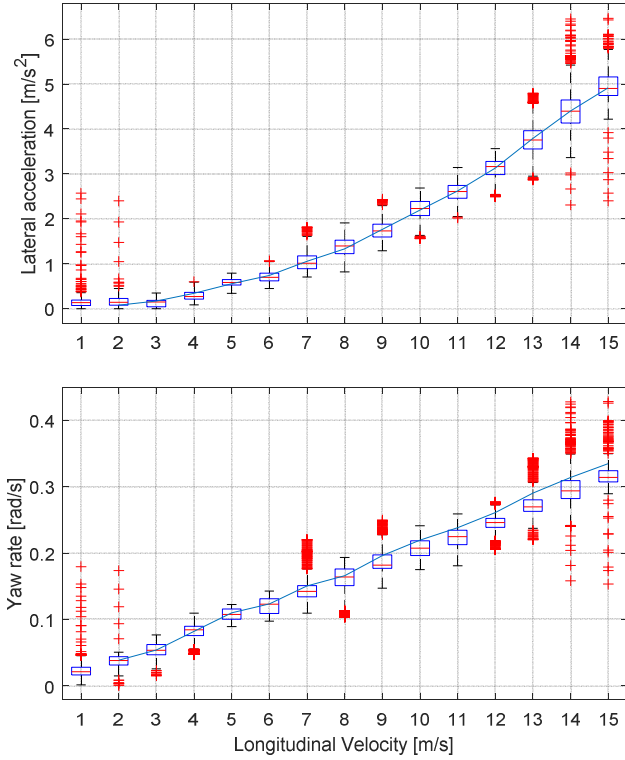 Lateral acceleration [m/s²]
6
5
4
3
2
1
0
1 2 3 4 5 6 7 8 9 10 11 12 13 14 15
Yaw rate [rad/s]
0.4
0.3
0.2
0.1
0
1 2 3 4 5 6 7 8 9 10 11 12 13 14 15
Longitudinal Velocity [m/s]